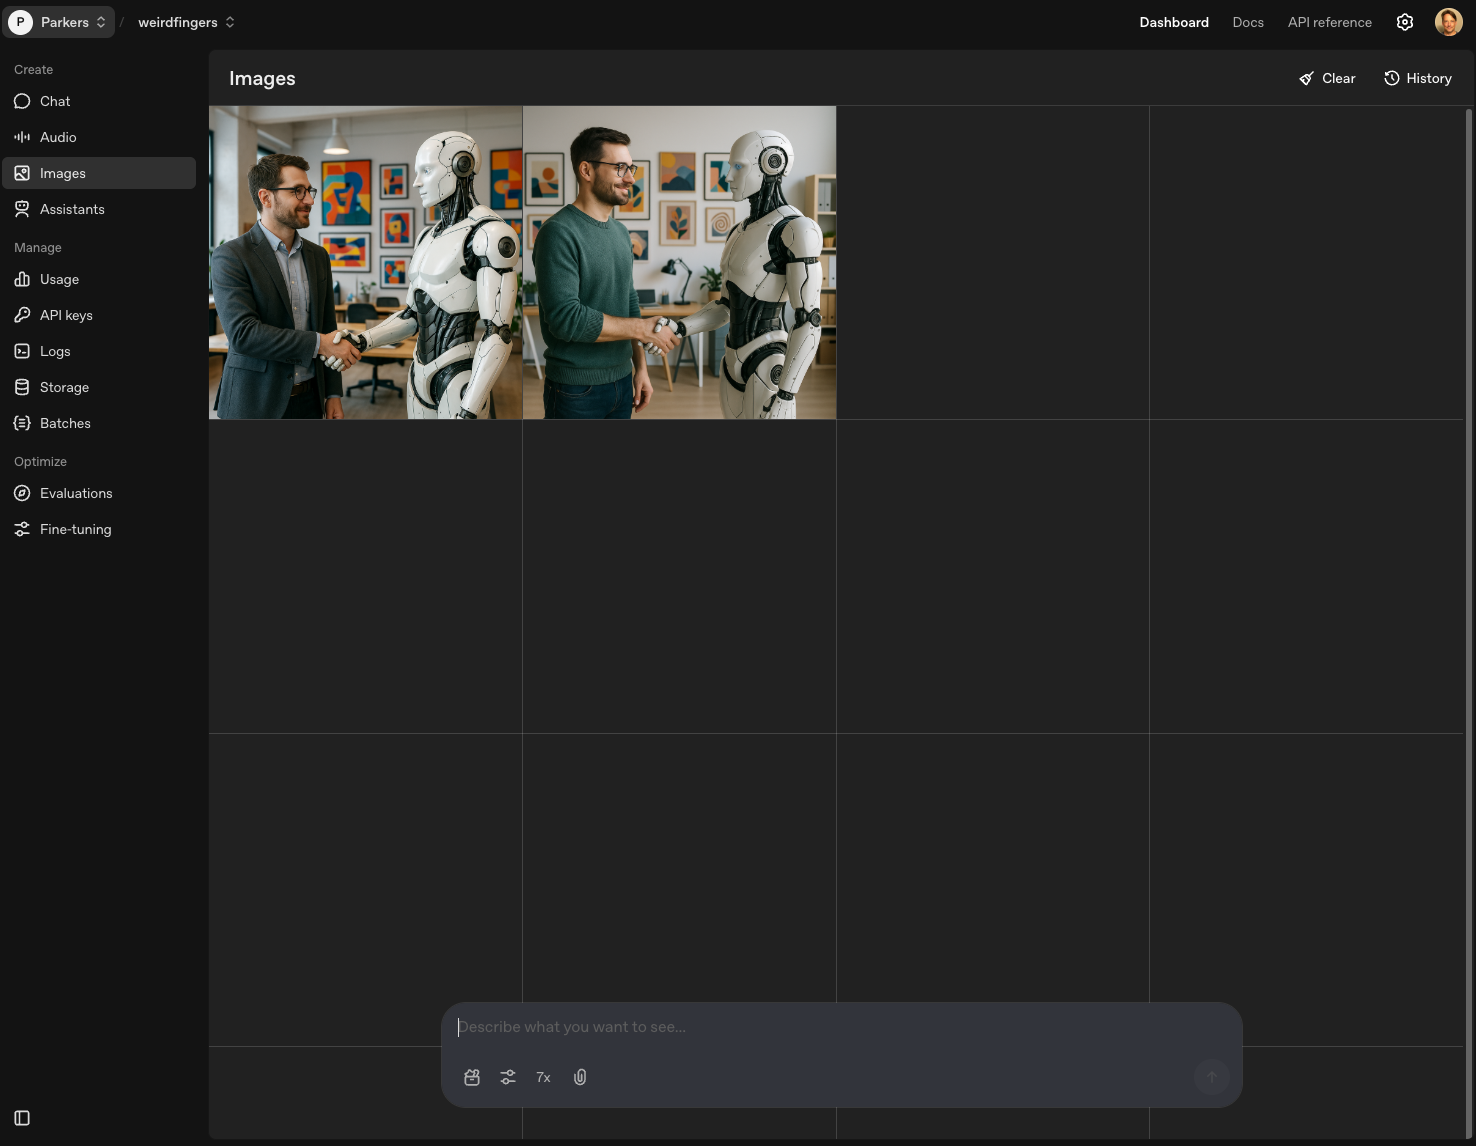 P Parkers / weirdfingers
Dashboard Docs API reference
Create
Chat
Audio
Images
Assistants
Manage
Usage
API keys
Logs
Storage
Batches
Optimize
Evaluations
Fine-tuning
Images
Clear History
Describe what you want to see...
7x